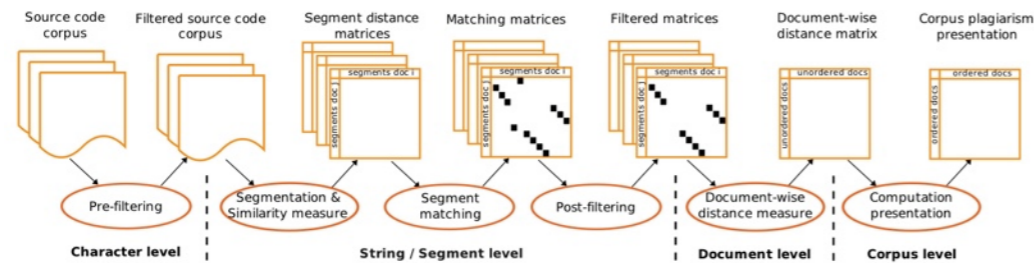 Source code
corpus
Filtered source code
corpus
Segment distance
matrices
Matching matrices
Filtered matrices
Document-wise
distance matrix
Corpus plagiarism
presentation
segments doc i
segments doc j
segments doc i
segments doc j
segments doc i
segments doc j
unordered docs
unordered docs
ordered docs
ordered docs
Pre-filtering
Segmentation &
Similarity measure
Segment
matching
Post-filtering
Document-wise
distance measure
Computation
presentation
Character level
String / Segment level
Document level
Corpus level